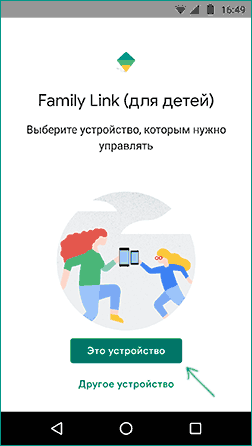 16:49
Family Link (для детей)
Выберите устройство, которым нужно
управлять
Это устройство
Другое устройство